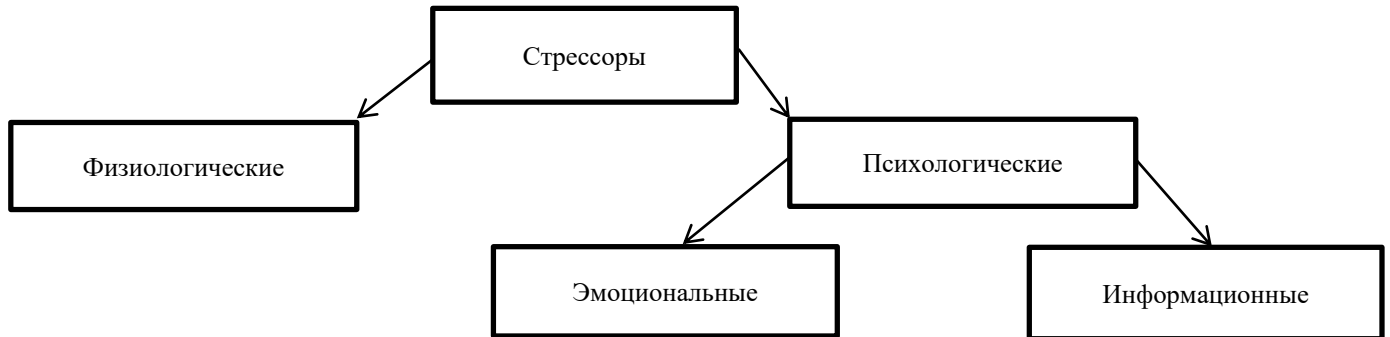 Стрессоры
Физиологические
Психологические
Эмоциональные
Информационные